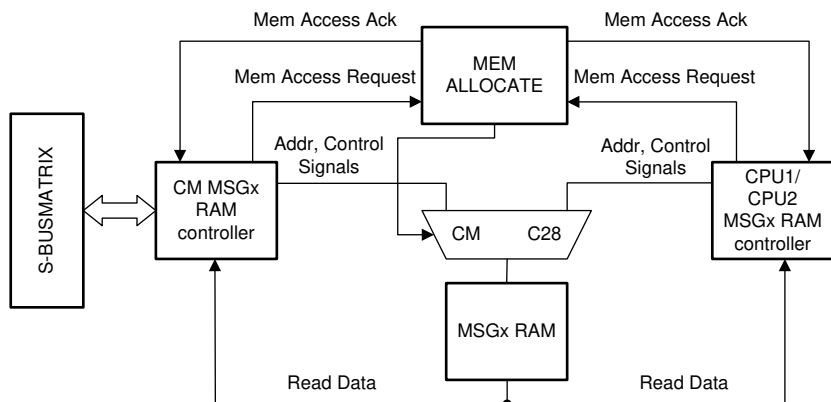 Mem Access Ack
Mem Access Ack
MEM
ALLOCATE
Mem Access Request
Mem Access Request
S-BUSMATRIX
Addr, Control
Signals
Addr, Control
Signals
CM MSGx
RAM
controller
CPU1/
CPU2
MSGx RAM
controller
CM
C28
MSGx RAM
Read Data
Read Data